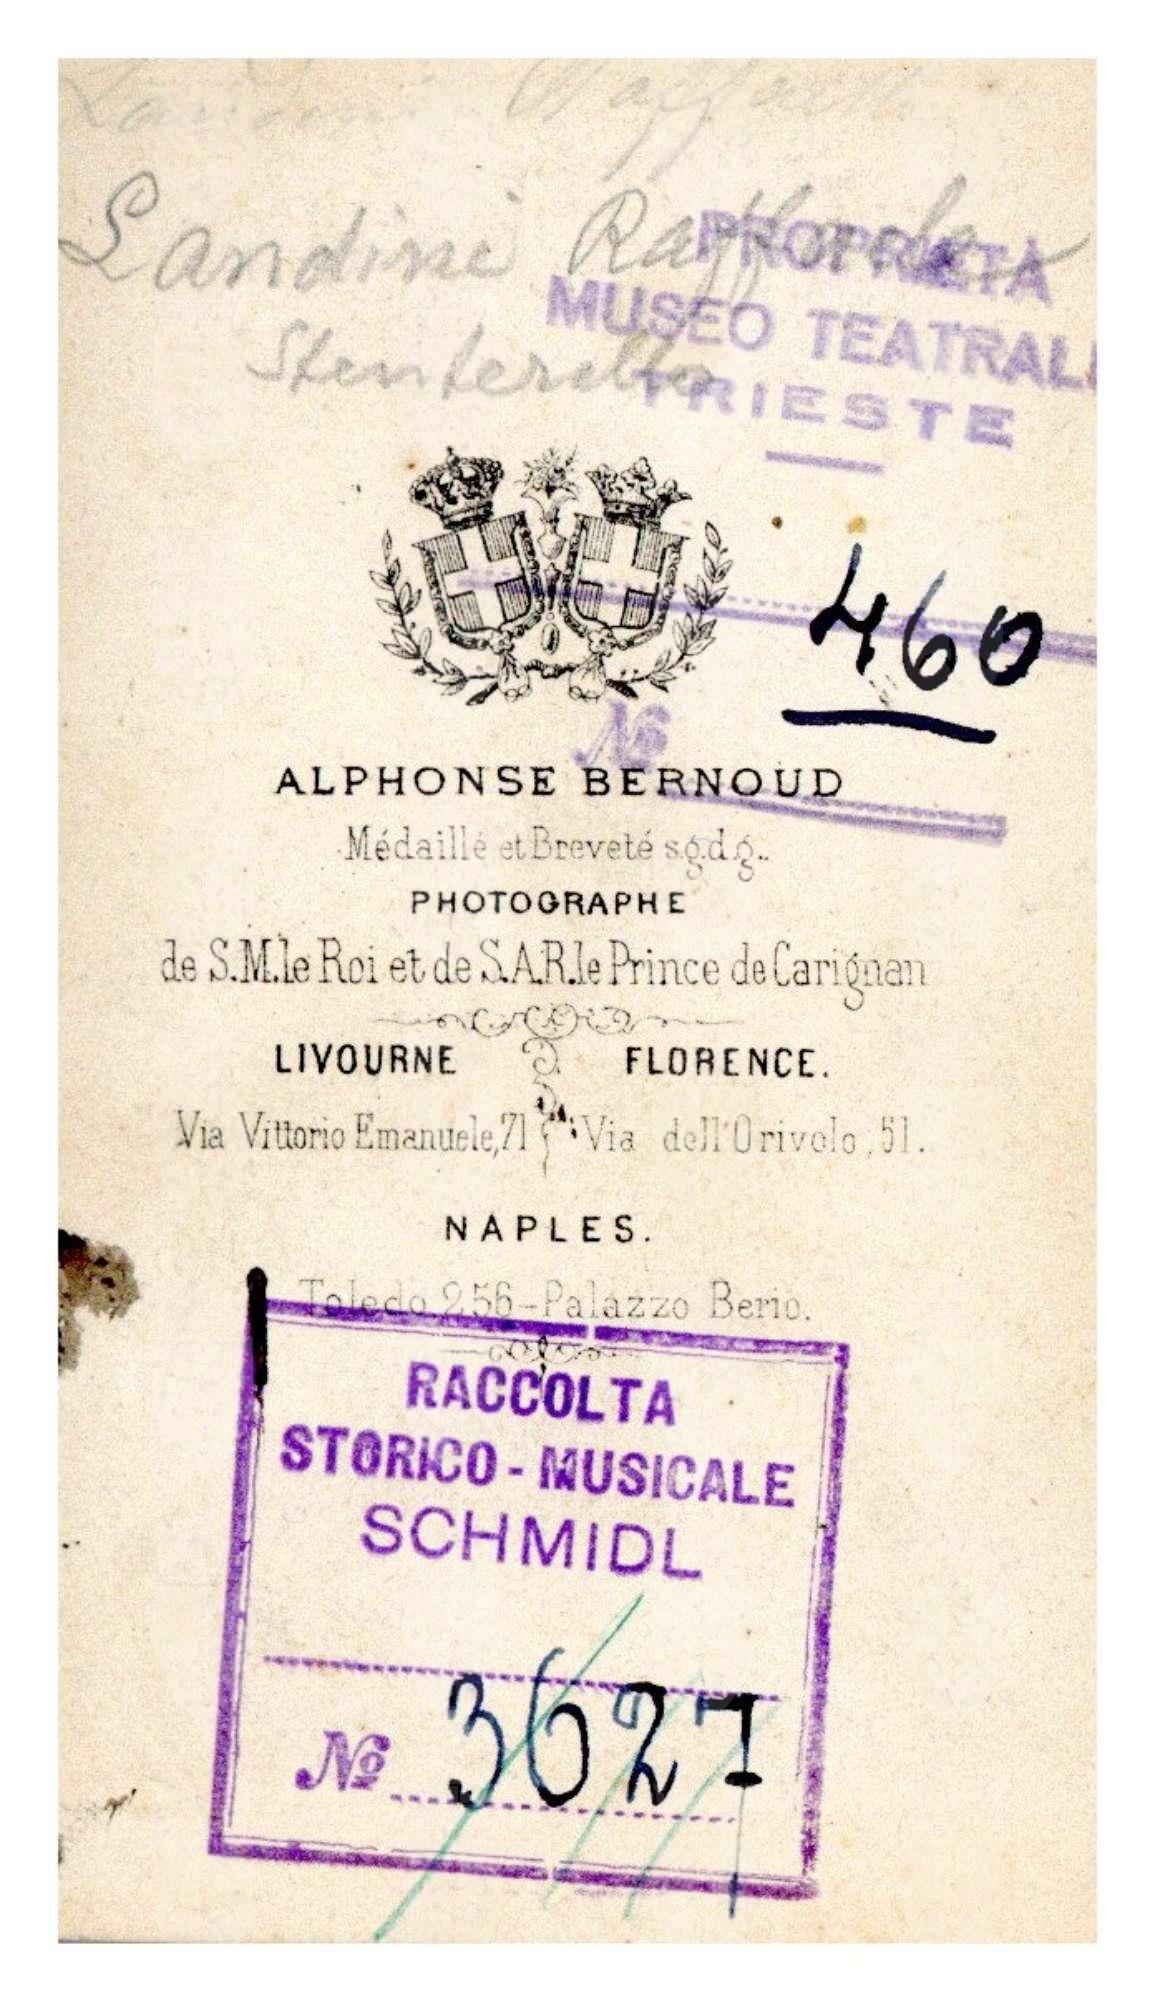 Landini Raffaele
Landini Raffaele
Stenterello
PROPRIETÀ
MUSEO TEATRALE
TRIESTE
460
No
ALPHONSE BERNOUD
Médaillé et Breveté s.g.d.g..
PHOTOGRAPHE
de S.M. le Roi et de S.A.R. le Prince de Carignan
LIVOURNE FLORENCE.
Via Vittorio Emanuele, 71 Via dell'Orivolo, 51.
NAPLES.
Toledo 256-Palazzo Berio.
RACCOLTA
STORICO-MUSICALE
SCHMIDL
No 3627